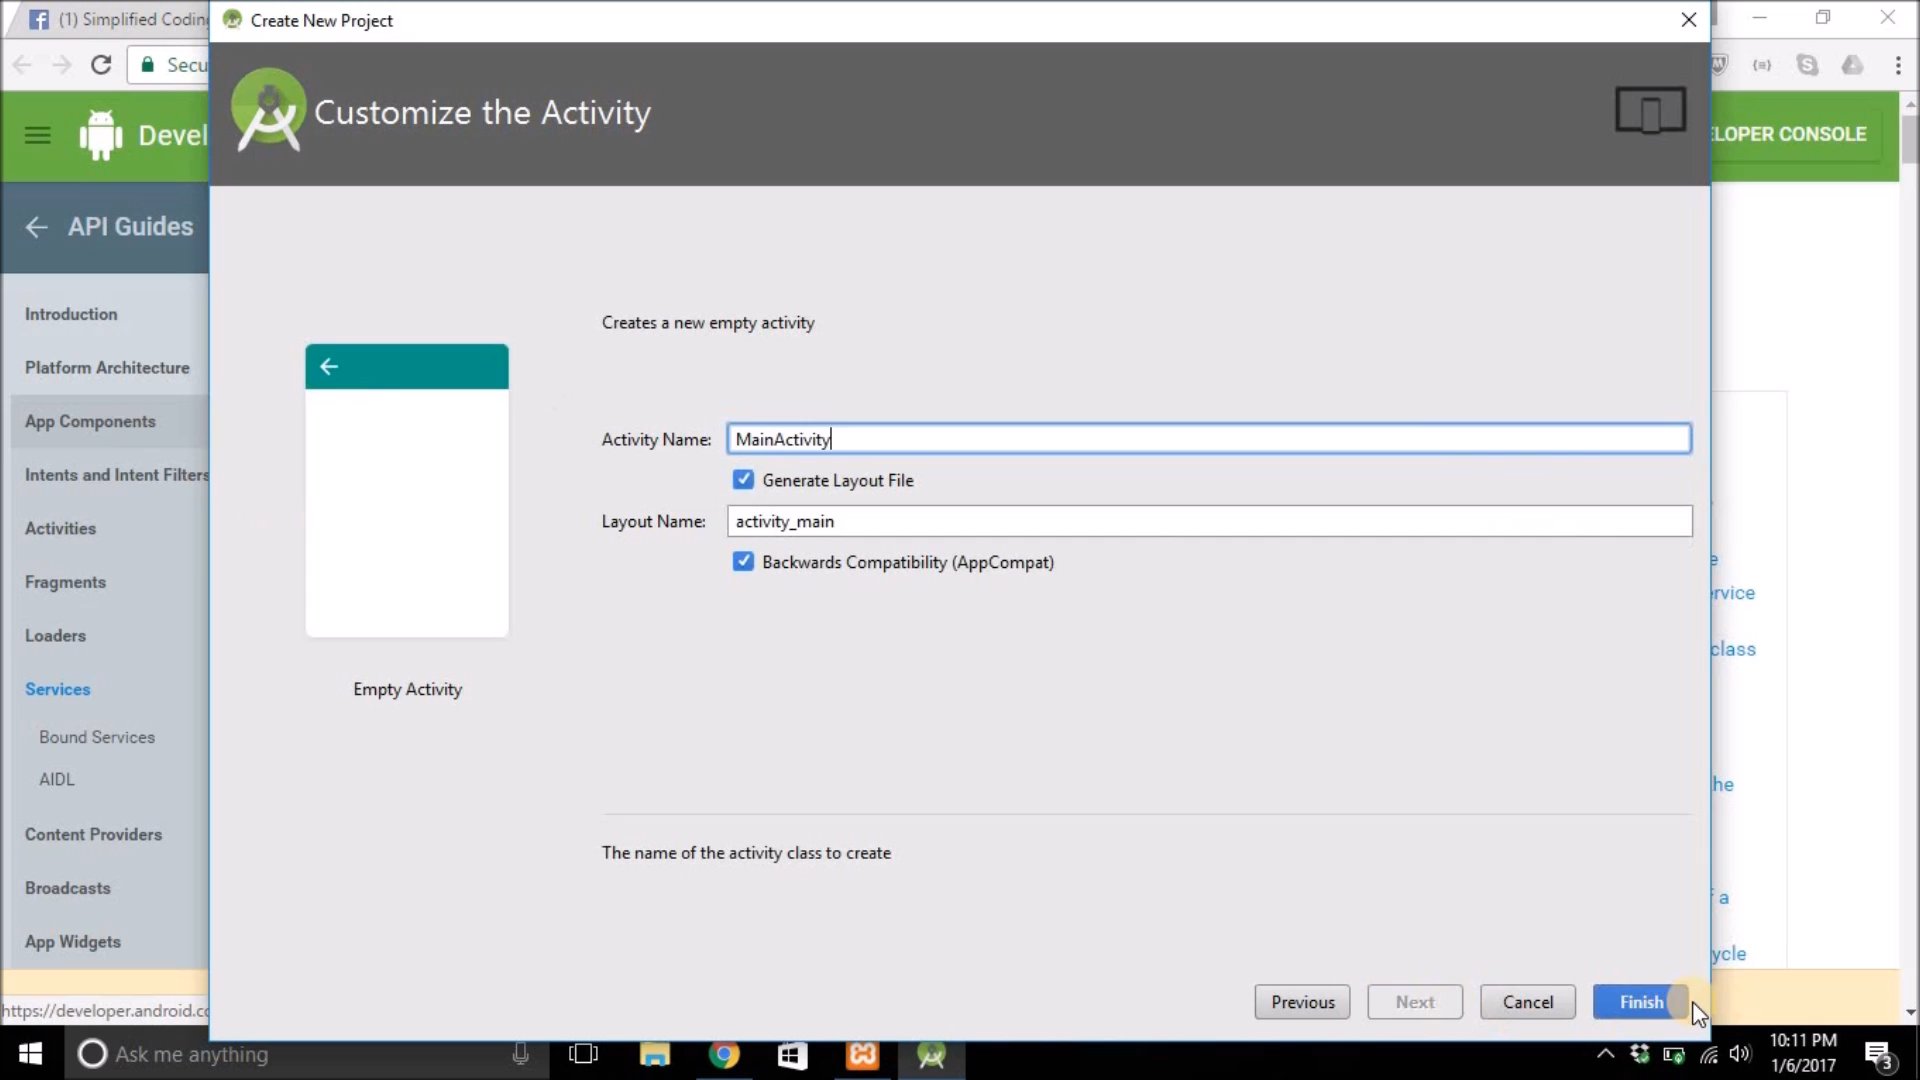 (1) Simplified Coding
Create New Project
Secu
Customize the Activity
Devel
ELOPER CONSOLE
API Guides
Introduction
Platform Architecture
App Components
Intents and Intent Filters
Activities
Fragments
Loaders
Services
Bound Services
AIDL
Content Providers
Broadcasts
App Widgets
https://developer.android.co
Creates a new empty activity
Activity Name: MainActivity
Generate Layout File
Layout Name: activity_main
Backwards Compatibility (AppCompat)
Empty Activity
The name of the activity class to create
Previous Next Cancel Finish
e
rvice
class
he
f a
ycle
Ask me anything
10:11 PM
1/6/2017
3